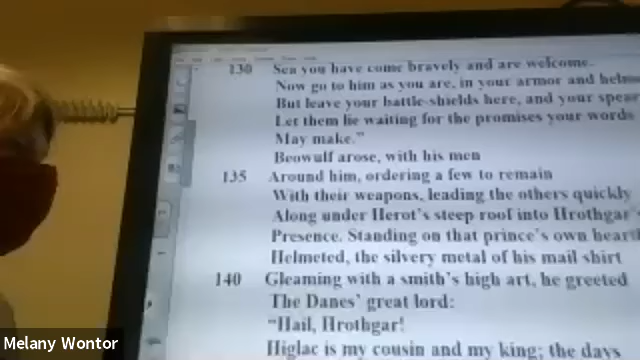 130 Sea you have come bravely and are welcome.
Now go to him as you are, in your armor and
But leave your battle-shields here, and your
Let them lie waiting for the promises your words
May make."
Beowulf arose, with his men
135 Around him, ordering a few to remain
With their weapons, leading the others quickly
Along under Herot's steep roof into Hrothgar's
Presence. Standing on that prince's own
Helmeted, the silvery metal of his mail shirt
140 Gleaming with a smith's high art, he greeted
The Danes' great lord:
"Hail, Hrothgar!
Higlac is my cousin and my king; the days
Melany Wontor